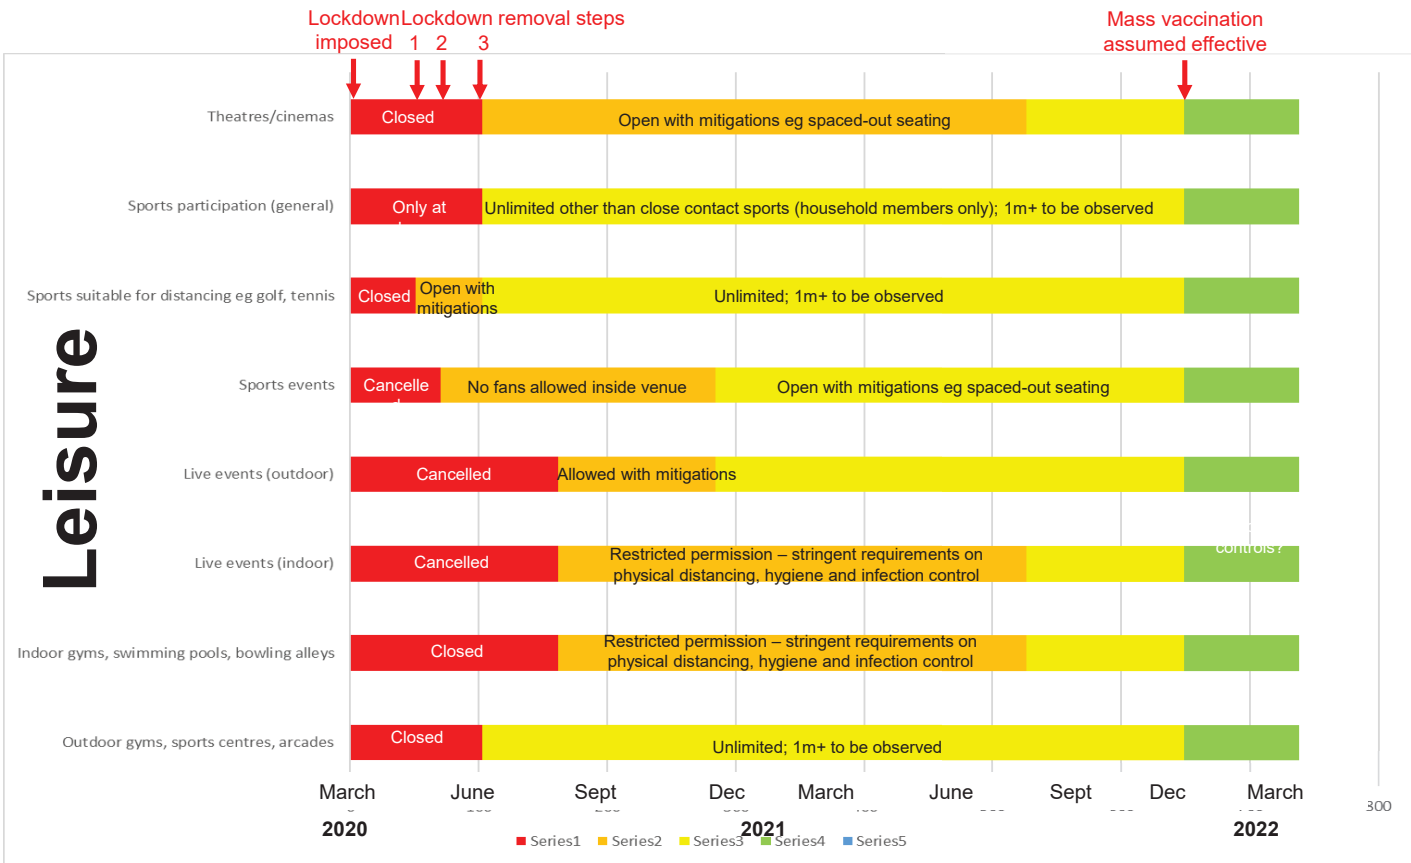 Lockdown Lockdown removal steps
imposed 1 2 3
Mass vaccination
assumed effective
Leisure
Theatres/cinemas
Closed
Open with mitigations eg spaced-out seating
Sports participation (general)
Only at
Unlimited other than close contact sports (household members only); 1m+ to be observed
Sports suitable for distancing eg golf, tennis
Closed
Open with
mitigations
Unlimited; 1m+ to be observed
Sports events
Cancelle
No fans allowed inside venue
Open with mitigations eg spaced-out seating
Live events (outdoor)
Cancelled
Allowed with mitigations
Live events (indoor)
Cancelled
Restricted permission – stringent requirements on
physical distancing, hygiene and infection control
controls?
Indoor gyms, swimming pools, bowling alleys
Closed
Restricted permission – stringent requirements on
physical distancing, hygiene and infection control
Outdoor gyms, sports centres, arcades
Closed
Unlimited; 1m+ to be observed
March June Sept Dec March June Sept Dec March
300
2020 2021 2022
Series1 Series2 Series3 Series4 Series5